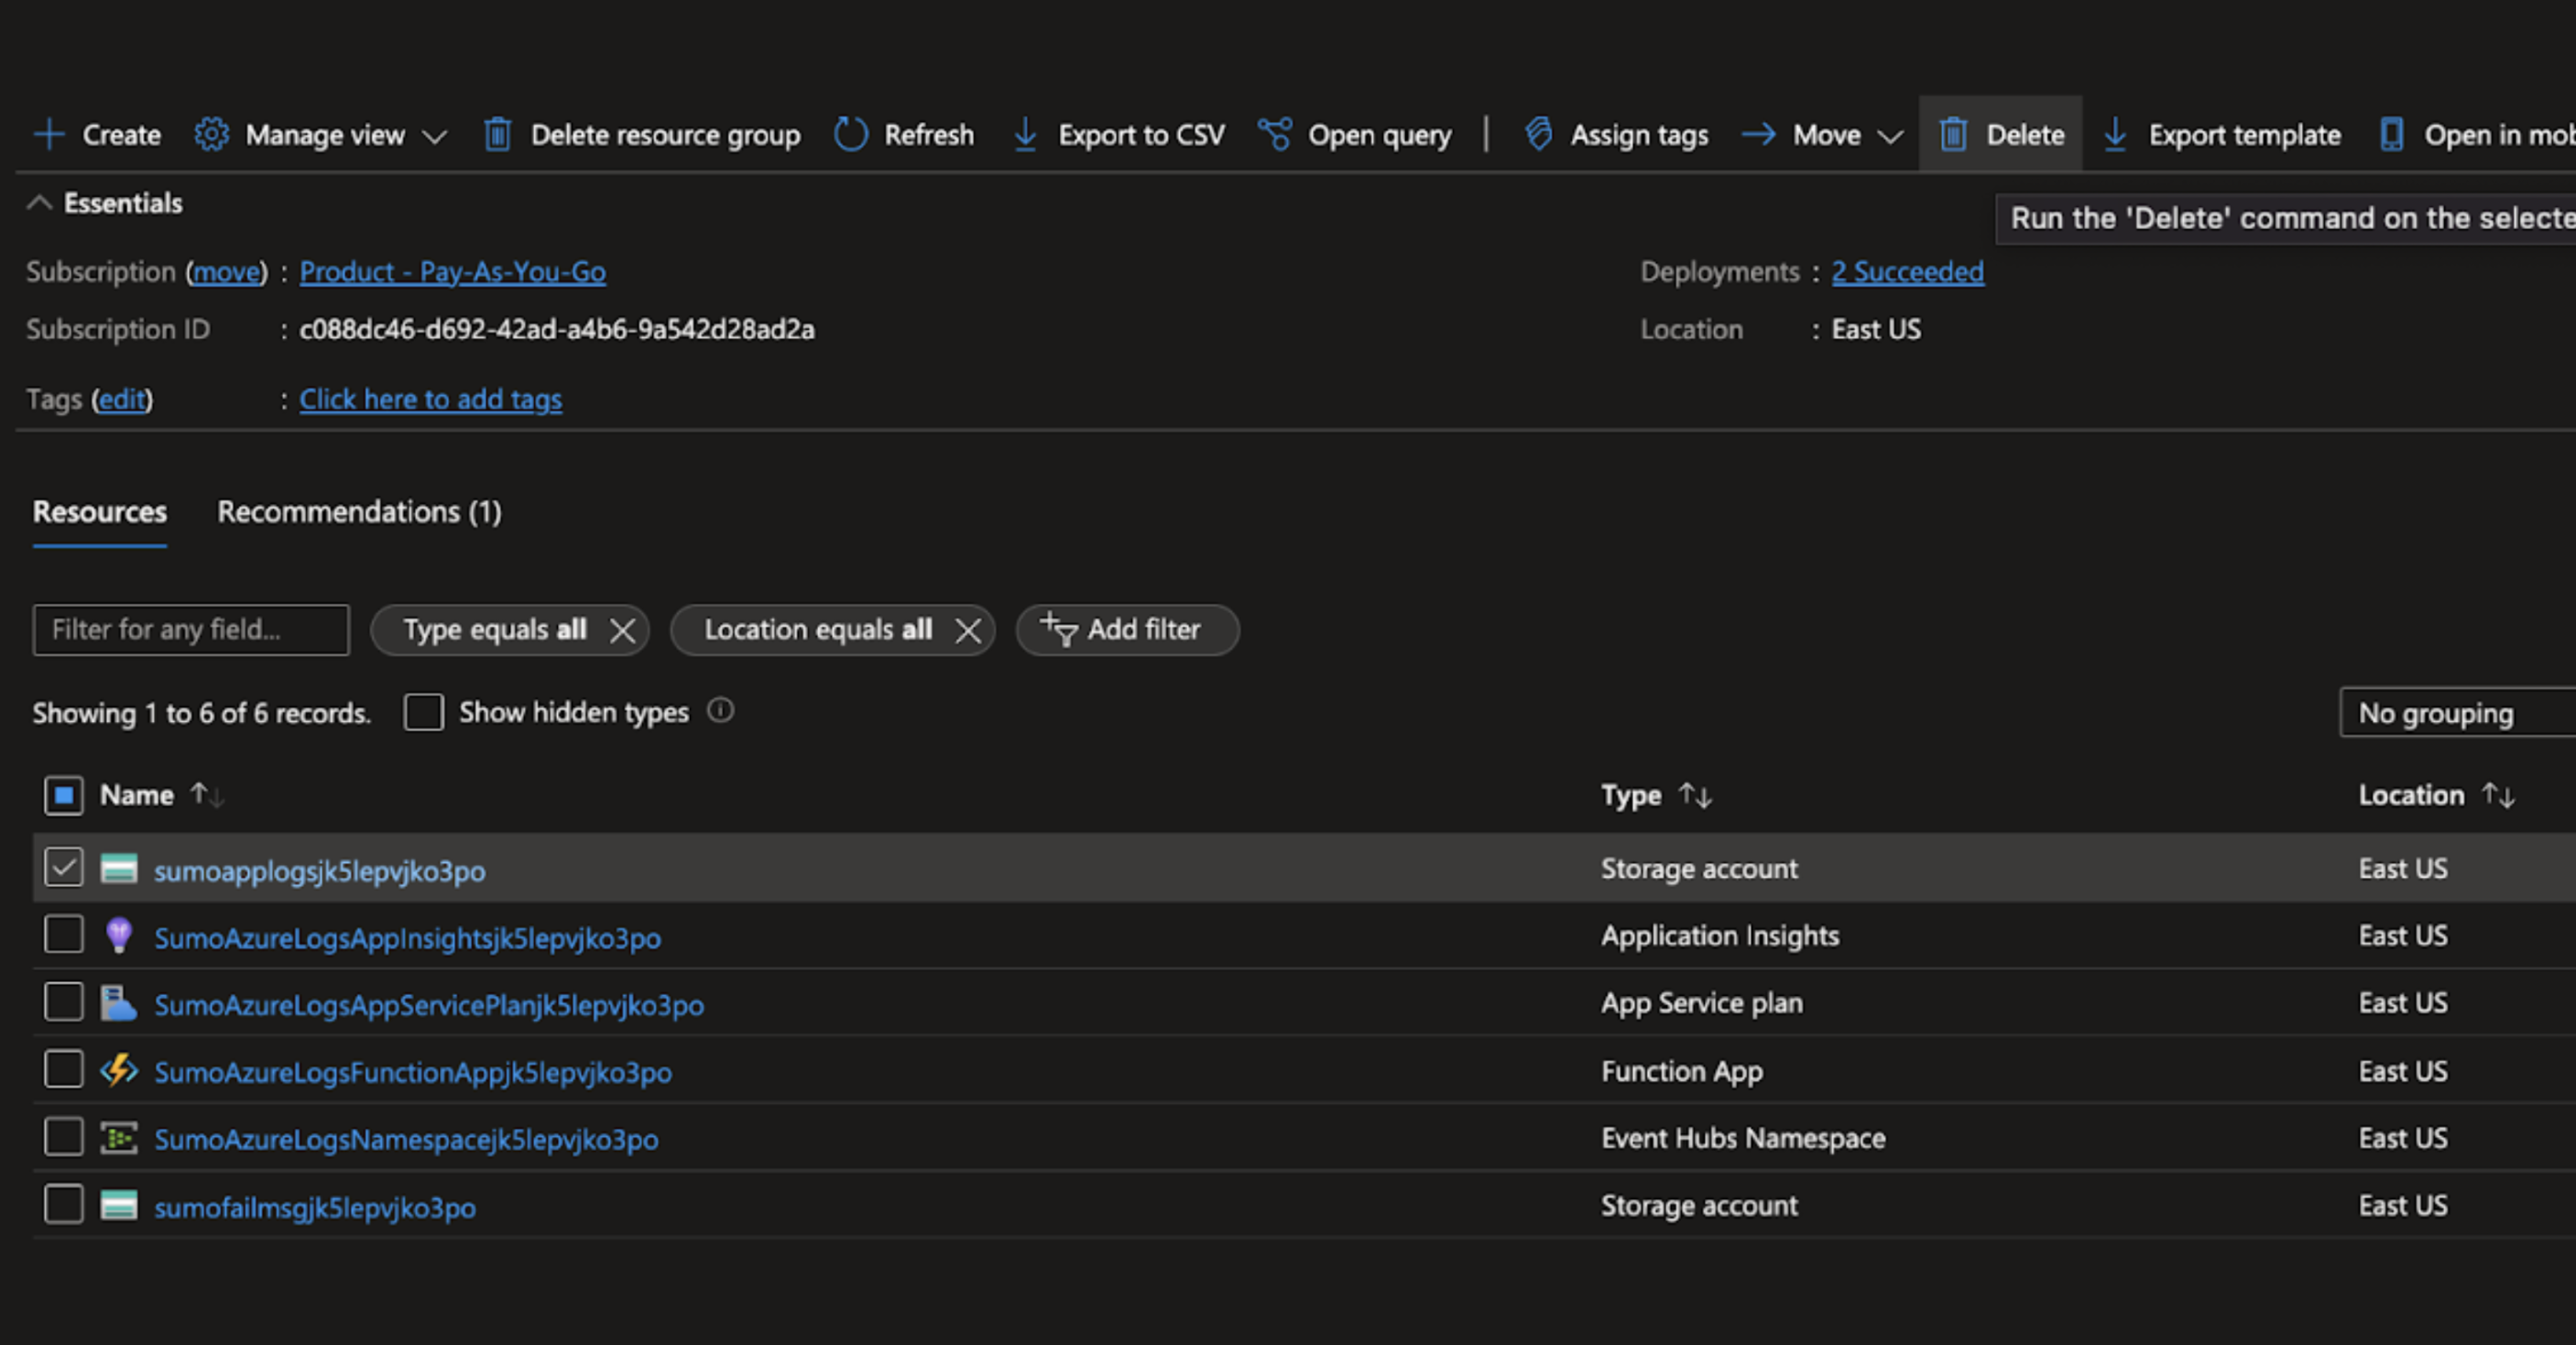 Create Manage view Delete resource group Refresh Export to CSV Open query | Assign tags Move Delete Export template Open in mob
Essentials
Run the 'Delete' command on the selecte
Subscription (move) : Product - Pay-As-You-Go
Deployments : 2 Succeeded
Subscription ID : c088dc46-d692-42ad-a4b6-9a542d28ad2a
Location : East US
Tags (edit) : Click here to add tags
Resources Recommendations (1)
Filter for any field... Type equals all Location equals all Add filter
Showing 1 to 6 of 6 records. Show hidden types
No grouping
Name Type Location
sumoapplogsjk5lepvjko3po Storage account East US
SumoAzureLogsAppInsightsjk5lepvjko3po Application Insights East US
SumoAzureLogsAppServicePlanjk5lepvjko3po App Service plan East US
SumoAzureLogsFunctionAppjk5lepvjko3po Function App East US
SumoAzureLogsNamespacejk5lepvjko3po Event Hubs Namespace East US
sumofailmsgjk5lepvjko3po Storage account East US